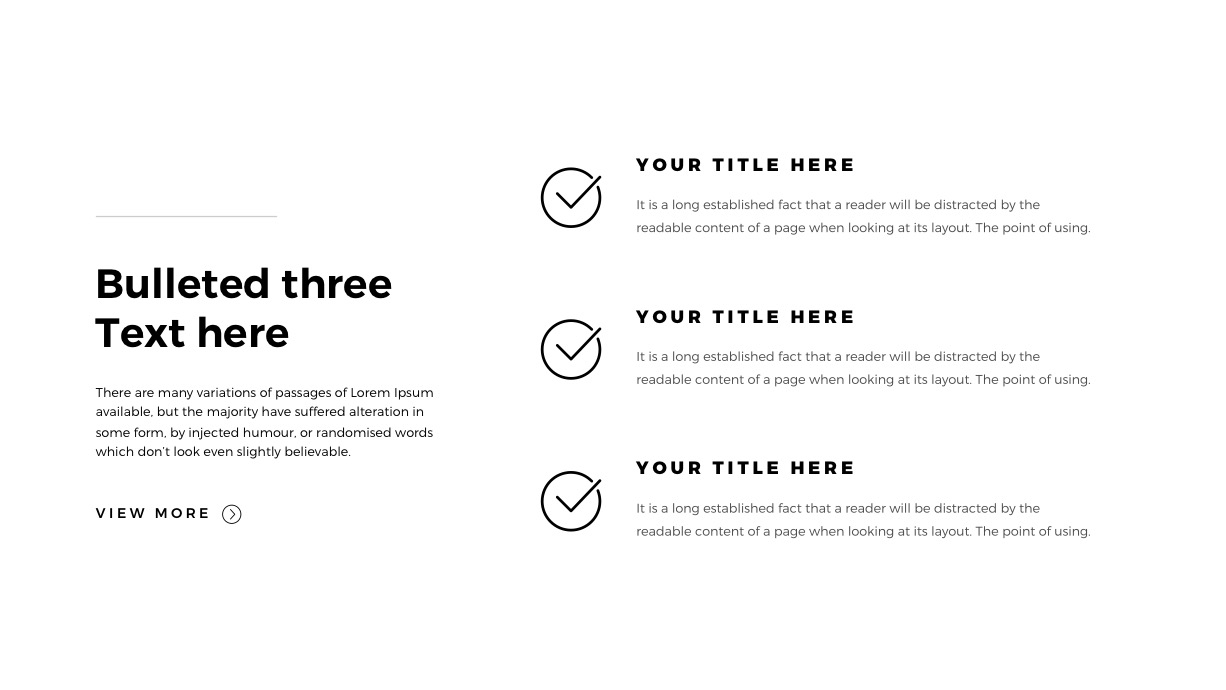 Bulleted three
Text here
There are many variations of passages of Lorem Ipsum
available, but the majority have suffered alteration in
some form, by injected humour, or randomised words
which don't look even slightly believable.
VIEW MORE
YOUR TITLE HERE
It is a long established fact that a reader will be distracted by the
readable content of a page when looking at its layout. The point of using.
YOUR TITLE HERE
It is a long established fact that a reader will be distracted by the
readable content of a page when looking at its layout. The point of using.
YOUR TITLE HERE
It is a long established fact that a reader will be distracted by the
readable content of a page when looking at its layout. The point of using.